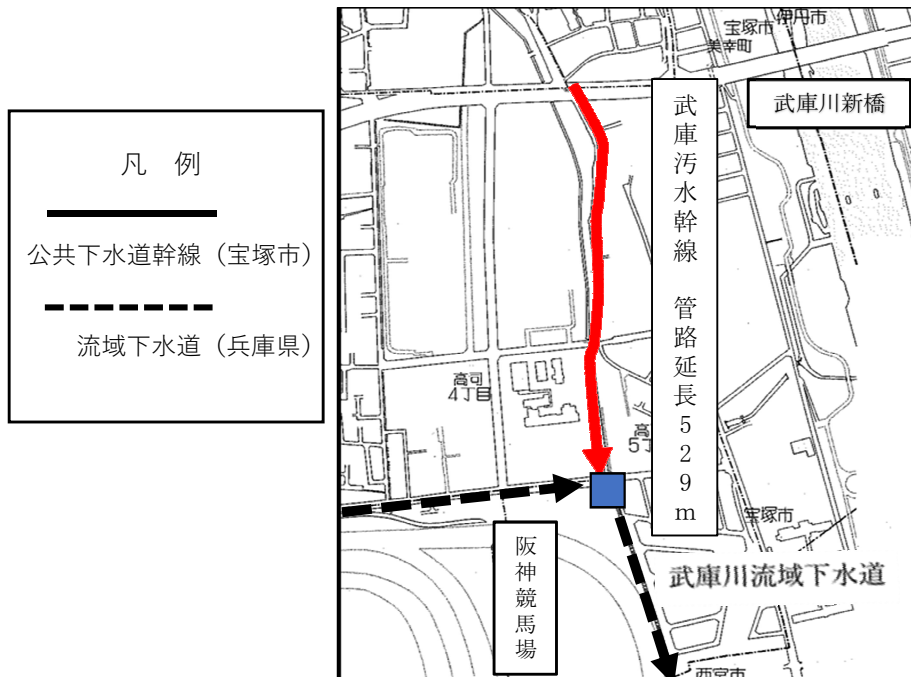 凡 例
公共下水道幹線（宝塚市）
流域下水道（兵庫県）
伊丹市
宝塚市
美幸町
武庫川新橋
武庫汚水幹線 管路延長529m
高司
4丁目
高司
5丁
宝塚市
阪神競馬場
武庫川流域下水道
西宮市